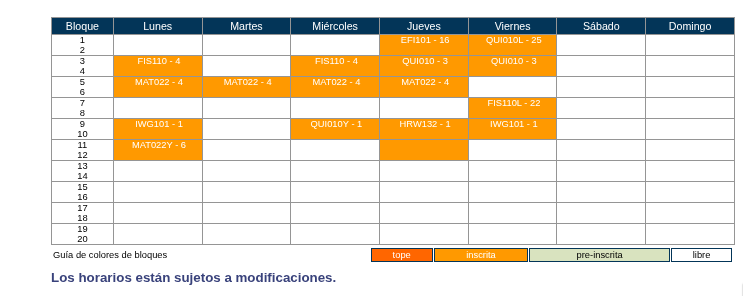 Bloque Lunes Martes Miércoles Jueves Viernes Sábado Domingo
1 EFI101 - 16 QUI010L - 25
2
3 FIS110 - 4 FIS110 - 4 QUI010 - 3 QUI010 - 3
4
5 MAT022 - 4 MAT022 - 4 MAT022 - 4 MAT022 - 4
6
7 FIS110L - 22
8
9 IWG101 - 1 QUI010Y - 1 HRW132 - 1 IWG101 - 1
10
11 MAT022Y - 6
12
13
14
15
16
17
18
19
20
Guía de colores de bloques tope inscrita pre-inscrita libre
Los horarios están sujetos a modificaciones.